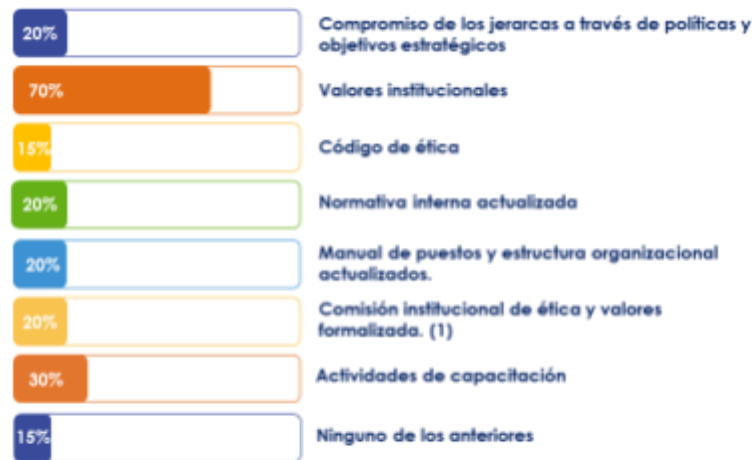 20%
Compromiso de los jerarcas a través de políticas y
objetivos estratégicos
70%
Valores institucionales
15%
Código de ética
20%
Normativa interna actualizada
20%
Manual de puestos y estructura organizacional
actualizados.
20%
Comisión institucional de ética y valores
formalizada. (1)
30%
Actividades de capacitación
15%
Ninguno de los anteriores